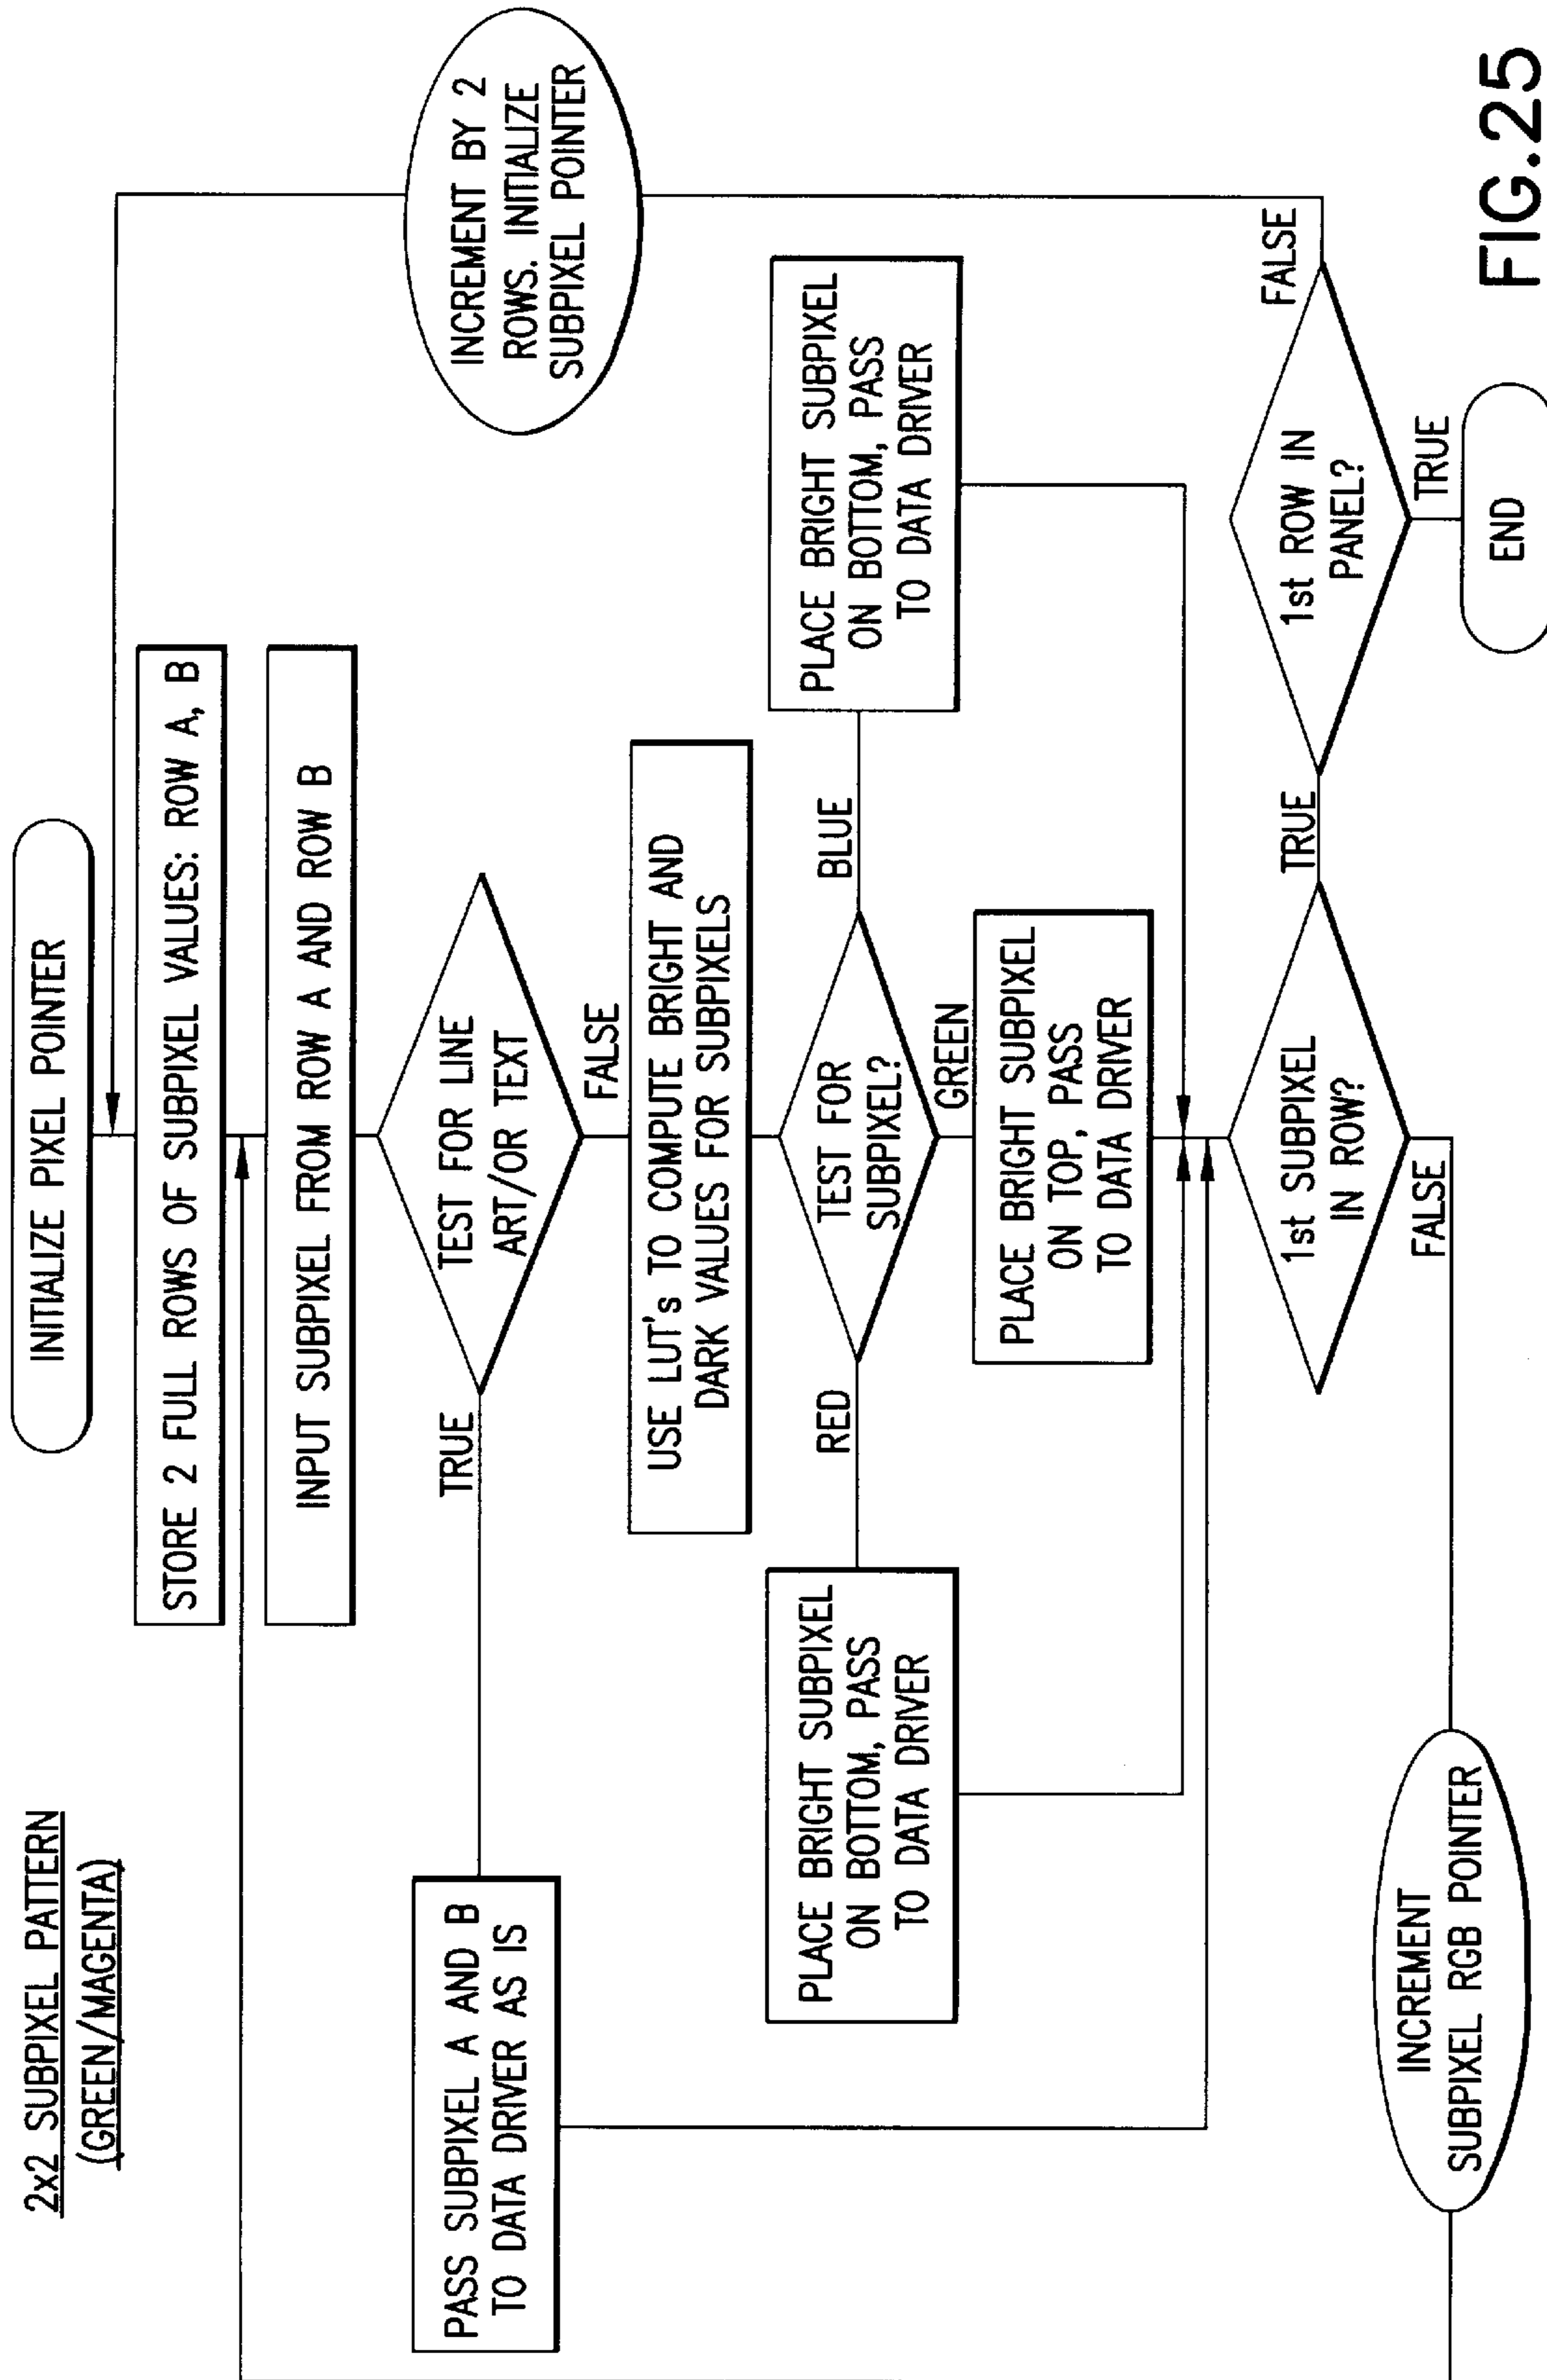 2x2 SUBPIXEL PATTERN
(GREEN/MAGENTA)
INITIALIZE PIXEL POINTER
STORE 2 FULL ROWS OF SUBPIXEL VALUES: ROW A, B
INPUT SUBPIXEL FROM ROW A AND ROW B
TEST FOR LINE
ART/OR TEXT
TRUE
FALSE
PASS SUBPIXEL A AND B
TO DATA DRIVER AS IS
USE LUT's TO COMPUTE BRIGHT AND
DARK VALUES FOR SUBPIXELS
TEST FOR
SUBPIXEL?
RED
GREEN
BLUE
PLACE BRIGHT SUBPIXEL
ON BOTTOM, PASS
TO DATA DRIVER
PLACE BRIGHT SUBPIXEL
ON TOP, PASS
TO DATA DRIVER
PLACE BRIGHT SUBPIXEL
ON BOTTOM, PASS
TO DATA DRIVER
INCREMENT BY 2
ROWS. INITIALIZE
SUBPIXEL POINTER
1st SUBPIXEL
IN ROW?
TRUE
FALSE
1st ROW IN
PANEL?
FALSE
TRUE
INCREMENT
SUBPIXEL RGB POINTER
END
FIG.25